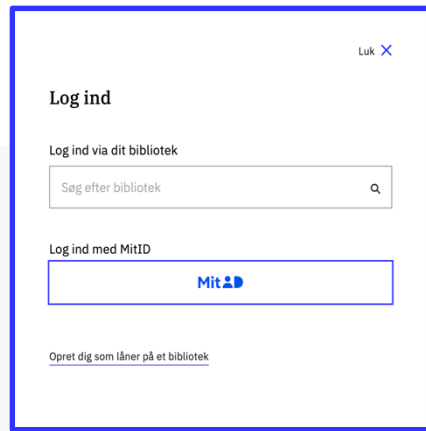 Luk
Log ind
Log ind via dit bibliotek
Søg efter bibliotek
Log ind med MitID
Mit
Opret dig som låner på et bibliotek